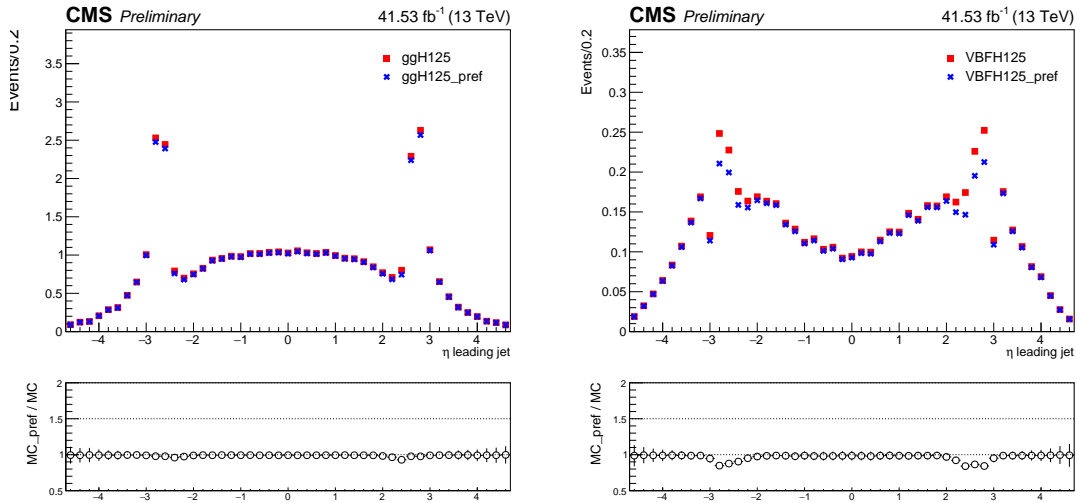 CMS Preliminary 41.53 fb⁻¹ (13 TeV)
Events/0.2
3.5
3
2.5
2
1.5
1
0.5
0
ggH125
ggH125_pref
−4 −3 −2 −1 0 1 2 3 4
η leading jet
MC_pref / MC
2
1.5
1
0.5
−4 −3 −2 −1 0 1 2 3 4
CMS Preliminary 41.53 fb⁻¹ (13 TeV)
Events/0.2
0.35
0.3
0.25
0.2
0.15
0.1
0.05
0
VBFH125
VBFH125_pref
−4 −3 −2 −1 0 1 2 3 4
η leading jet
MC_pref / MC
2
1.5
1
0.5
−4 −3 −2 −1 0 1 2 3 4